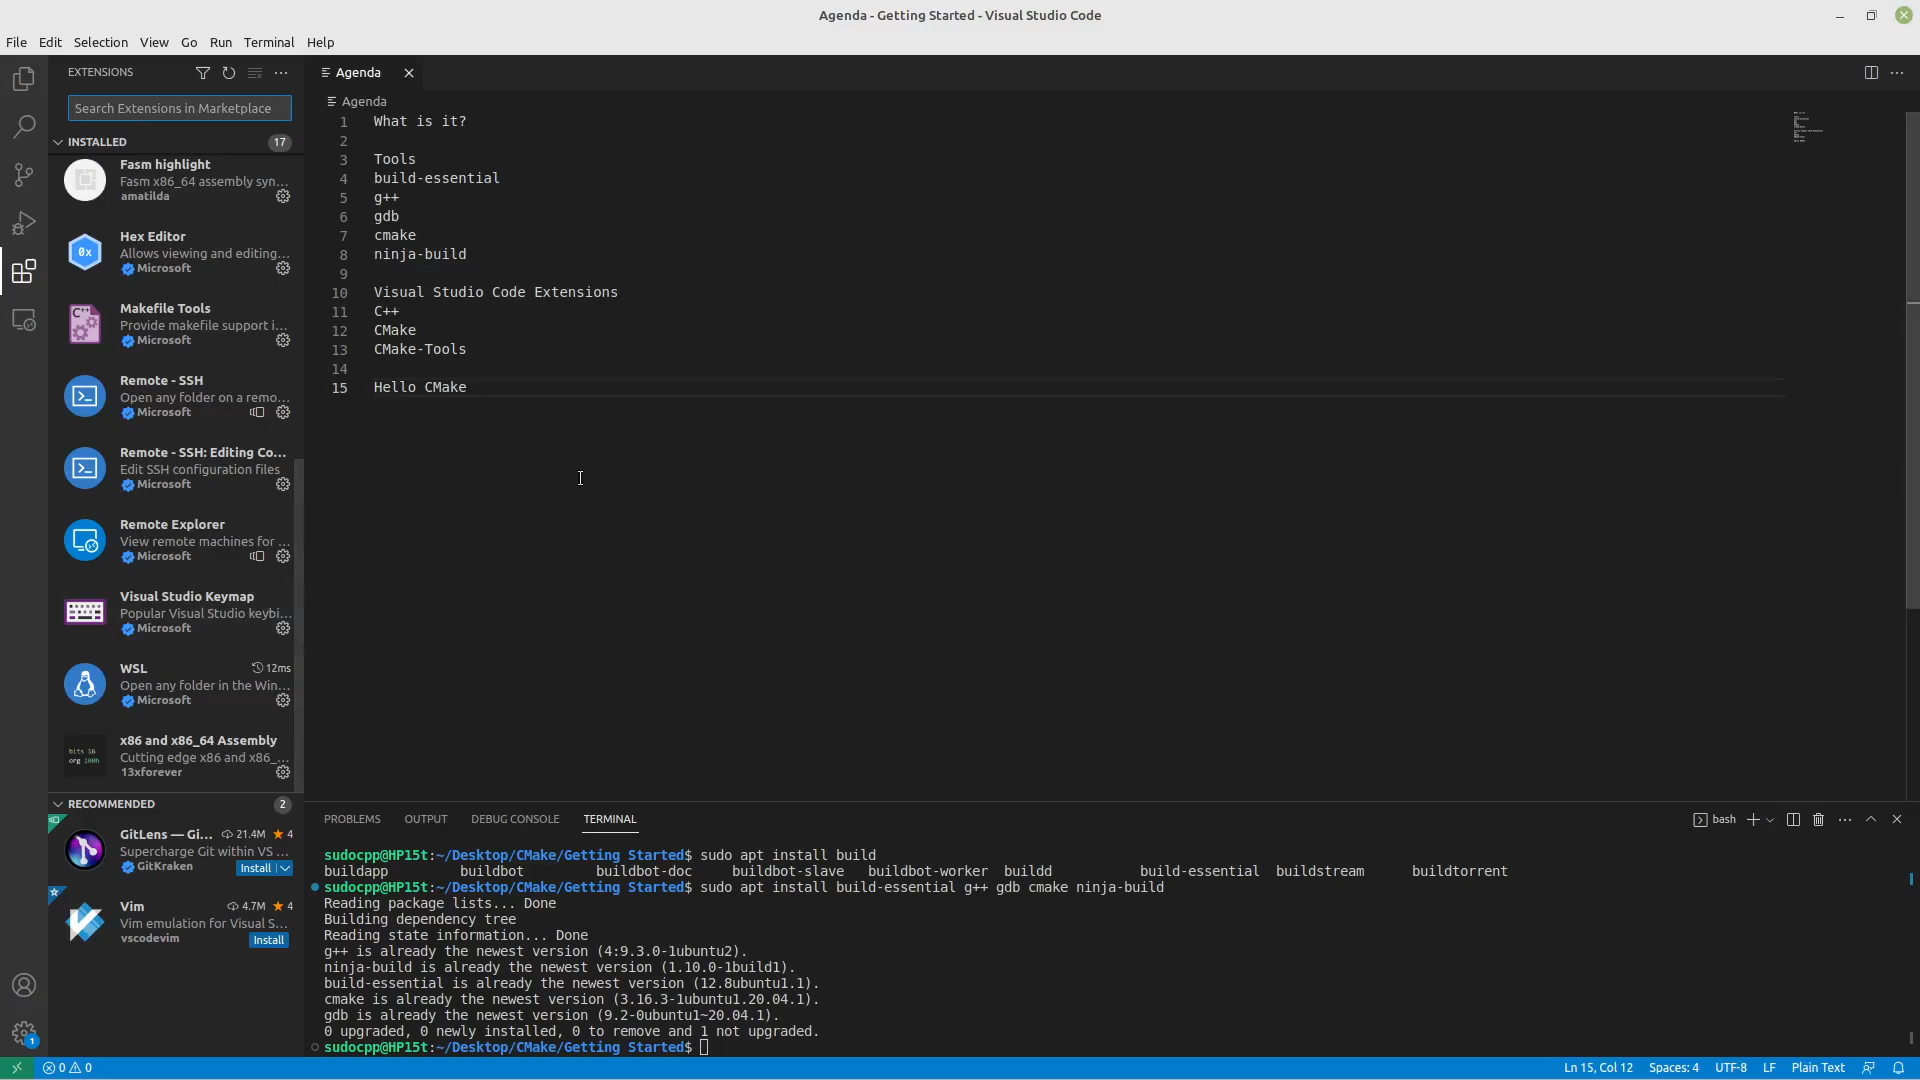 Agenda - Getting Started - Visual Studio Code
File Edit Selection View Go Run Terminal Help
EXTENSIONS
Search Extensions in Marketplace
INSTALLED 17
Fasm highlight
Fasm x86_64 assembly syn...
amatilda
Hex Editor
0x
Allows viewing and editing...
Microsoft
Makefile Tools
C++
Provide makefile support i...
Microsoft
Remote - SSH
Open any folder on a remo...
Microsoft
Remote - SSH: Editing Co...
Edit SSH configuration files
Microsoft
Remote Explorer
View remote machines for ...
Microsoft
Visual Studio Keymap
Popular Visual Studio keybi...
Microsoft
WSL 12ms
Open any folder in the Win...
Microsoft
x86 and x86_64 Assembly
bits 16
org 100h
Cutting edge x86 and x86_...
13xforever
RECOMMENDED 2
GitLens — Gi... 21.4M 4
Supercharge Git within VS ...
GitKraken Install
Vim 4.7M 4
Vim emulation for Visual S...
vscodevim Install
1
Agenda
Agenda
1 What is it?
2
3 Tools
4 build-essential
5 g++
6 gdb
7 cmake
8 ninja-build
9
10 Visual Studio Code Extensions
11 C++
12 CMake
13 CMake-Tools
14
15 Hello CMake
PROBLEMS OUTPUT DEBUG CONSOLE TERMINAL bash
sudocpp@HP15t:~/Desktop/CMake/Getting Started$ sudo apt install build
buildapp buildbot buildbot-doc buildbot-slave buildbot-worker buildd build-essential buildstream buildtorrent
sudocpp@HP15t:~/Desktop/CMake/Getting Started$ sudo apt install build-essential g++ gdb cmake ninja-build
Reading package lists... Done
Building dependency tree
Reading state information... Done
g++ is already the newest version (4:9.3.0-1ubuntu2).
ninja-build is already the newest version (1.10.0-1build1).
build-essential is already the newest version (12.8ubuntu1.1).
cmake is already the newest version (3.16.3-1ubuntu1.20.04.1).
gdb is already the newest version (9.2-0ubuntu1~20.04.1).
0 upgraded, 0 newly installed, 0 to remove and 1 not upgraded.
sudocpp@HP15t:~/Desktop/CMake/Getting Started$
0 0 Ln 15, Col 12 Spaces: 4 UTF-8 LF Plain Text